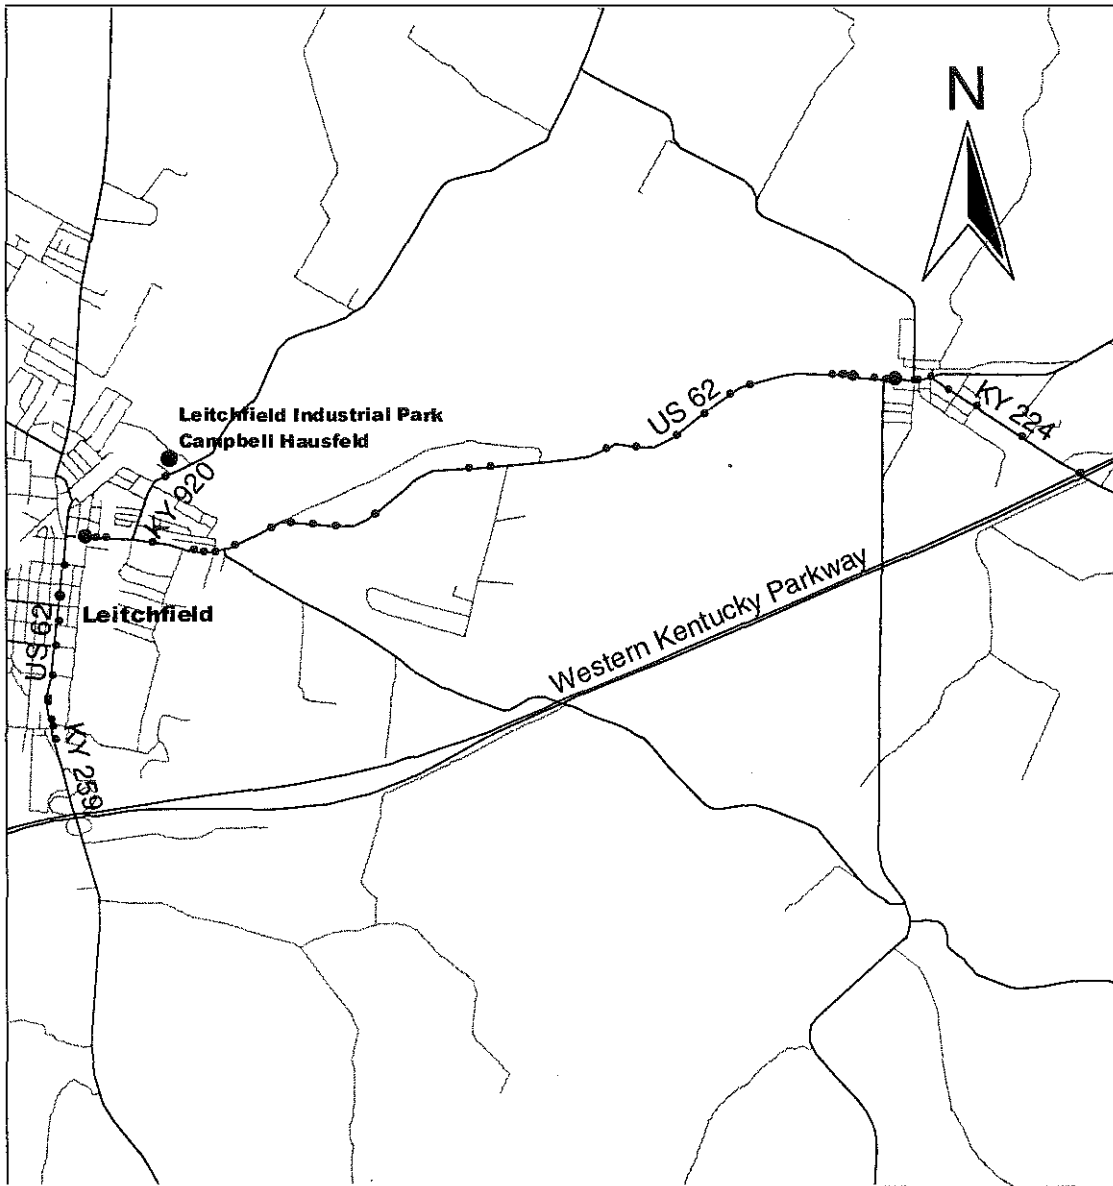 N
Leitchfield Industrial Park
Campbell Hausfeld
US 62
KY 224
KY 920
Western Kentucky Parkway
Leitchfield
US 62
KY 259